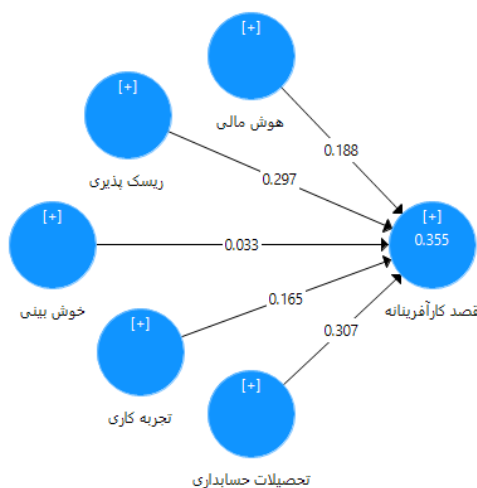 [+]
هوش مالی
[+]
ریسک پذیری
0.188
0.297
[+]
خوش بینی
0.033
[+]
0.355
قصد کارآفرینانه
[+]
تجربه کاری
0.165
0.307
[+]
تحصیلات حسابداری